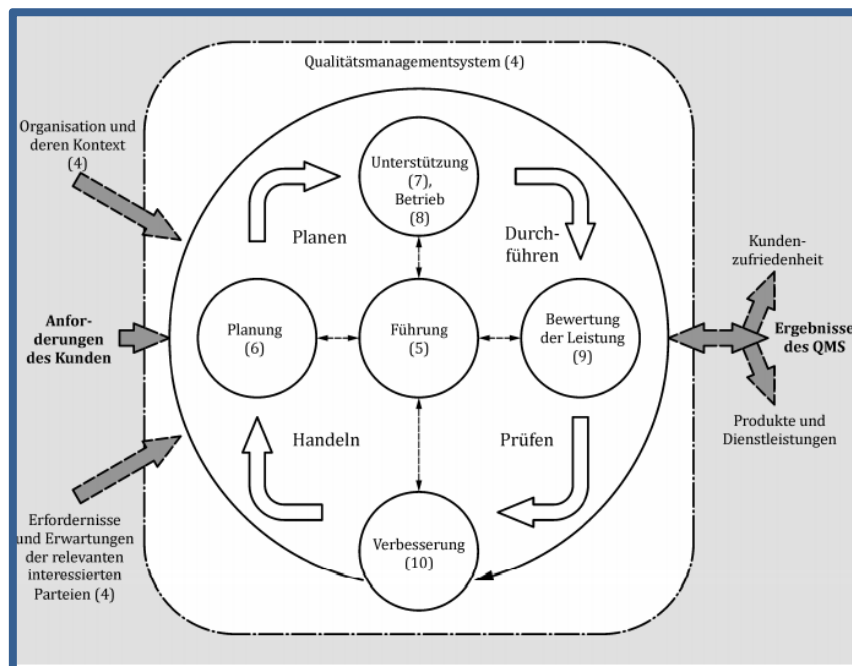 Qualitätsmanagementsystem (4)
Organisation und
deren Kontext
(4)
Unterstützung
(7),
Betrieb
(8)
Planen
Durch-
führen
Kunden-
zufriedenheit
Anfor-
derungen
des Kunden
Planung
(6)
Führung
(5)
Bewertung
der Leistung
(9)
Ergebnisse
des QMS
Handeln
Prüfen
Produkte und
Dienstleistungen
Erfordernisse
und Erwartungen
der relevanten
interessierten
Parteien (4)
Verbesserung
(10)